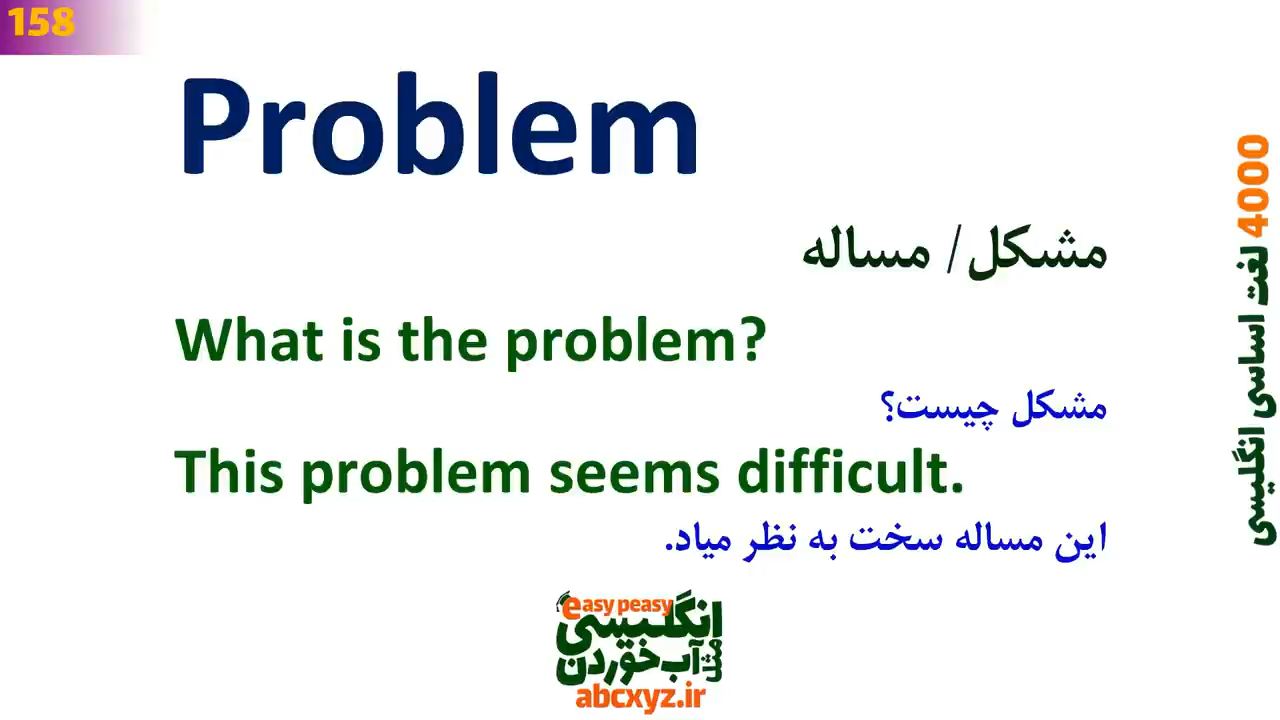 158
Problem
مشکل/ مساله
What is the problem?
مشکل چیست؟
This problem seems difficult.
این مساله سخت به نظر میاد.
4000 لغت اساسی انگلیسی
easy peasy
انگلیسی
مثل آب خوردن
abcxyz.ir